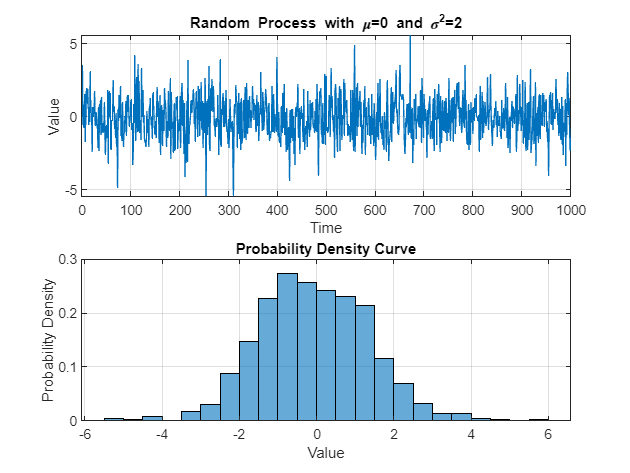 Random Process with μ=0 and σ²=2
5
0
-5
Value
0 100 200 300 400 500 600 700 800 900 1000
Time
Probability Density Curve
0.3
0.2
0.1
0
Probability Density
-6 -4 -2 0 2 4 6
Value